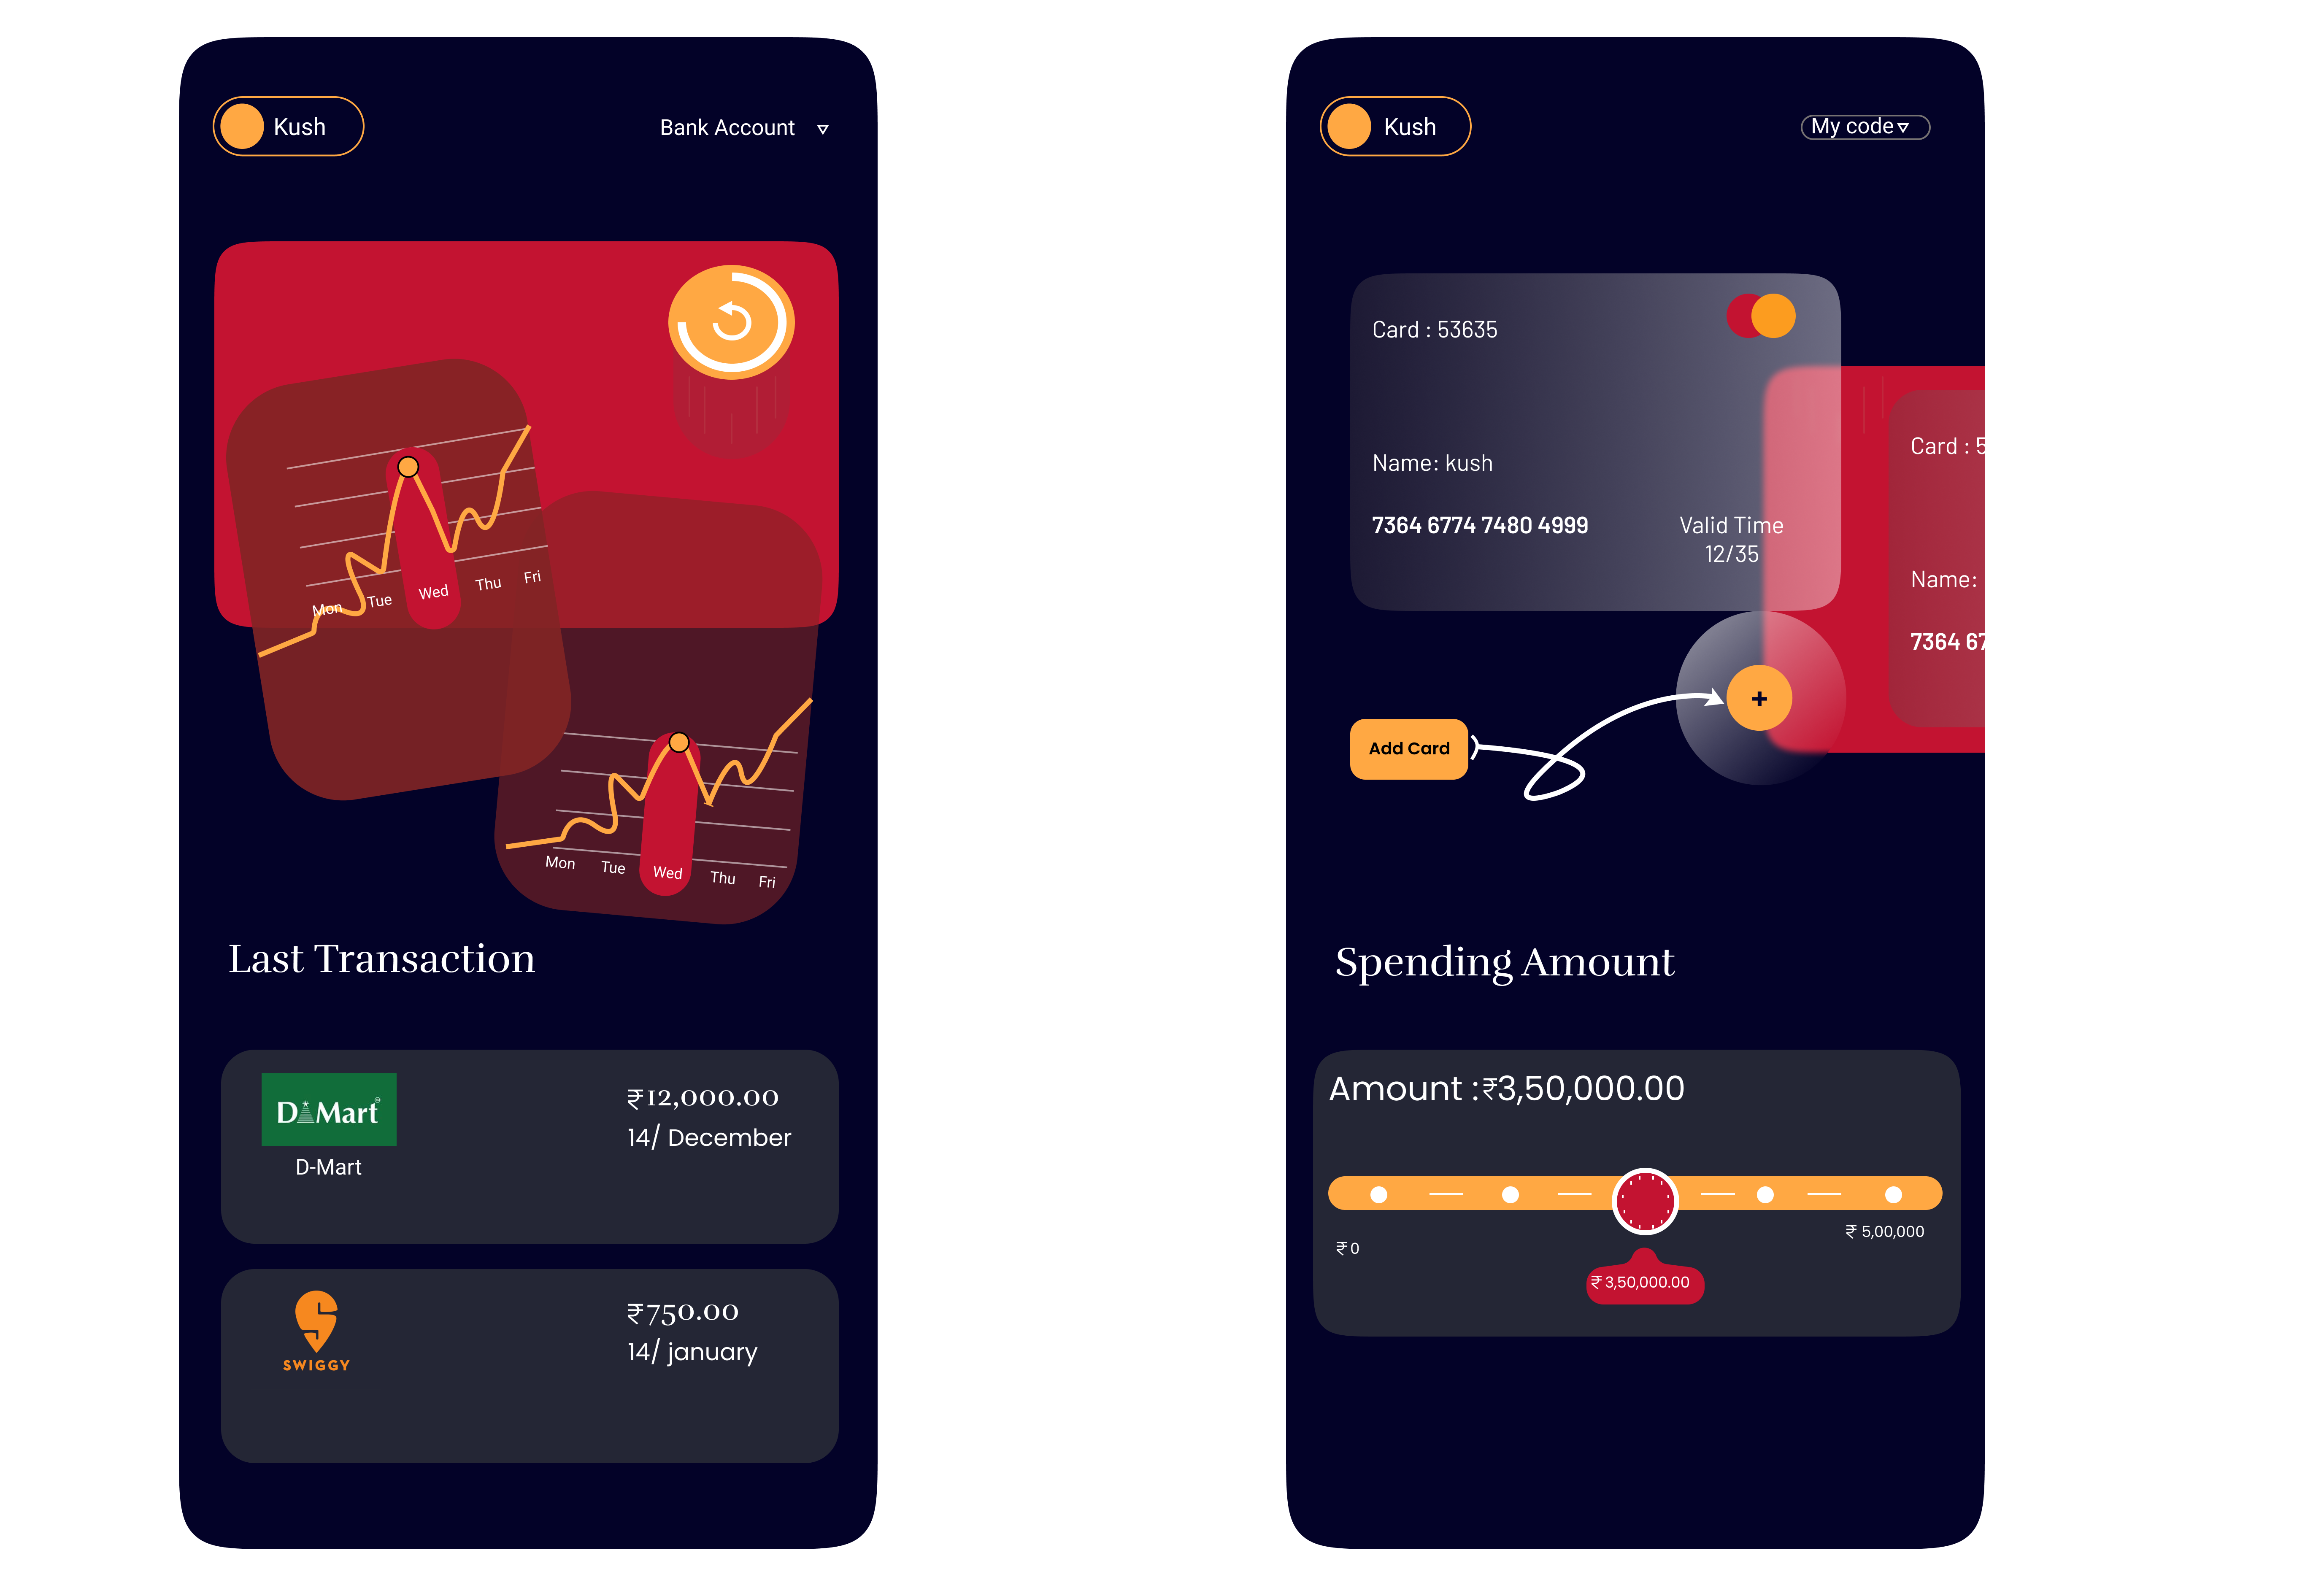 Kush
Bank Account
Mon Tue Wed Thu Fri
Mon Tue Wed Thu Fri
Last Transaction
D Mart
D-Mart
₹12,000.00
14/ December
SWIGGY
₹750.00
14/ january
Kush
My code
Card : 53635
Name: kush
7364 6774 7480 4999
Valid Time
12/35
Card : 5
Name:
7364 67
+
Add Card
Spending Amount
Amount :₹3,50,000.00
₹ 0
₹ 5,00,000
₹ 3,50,000.00